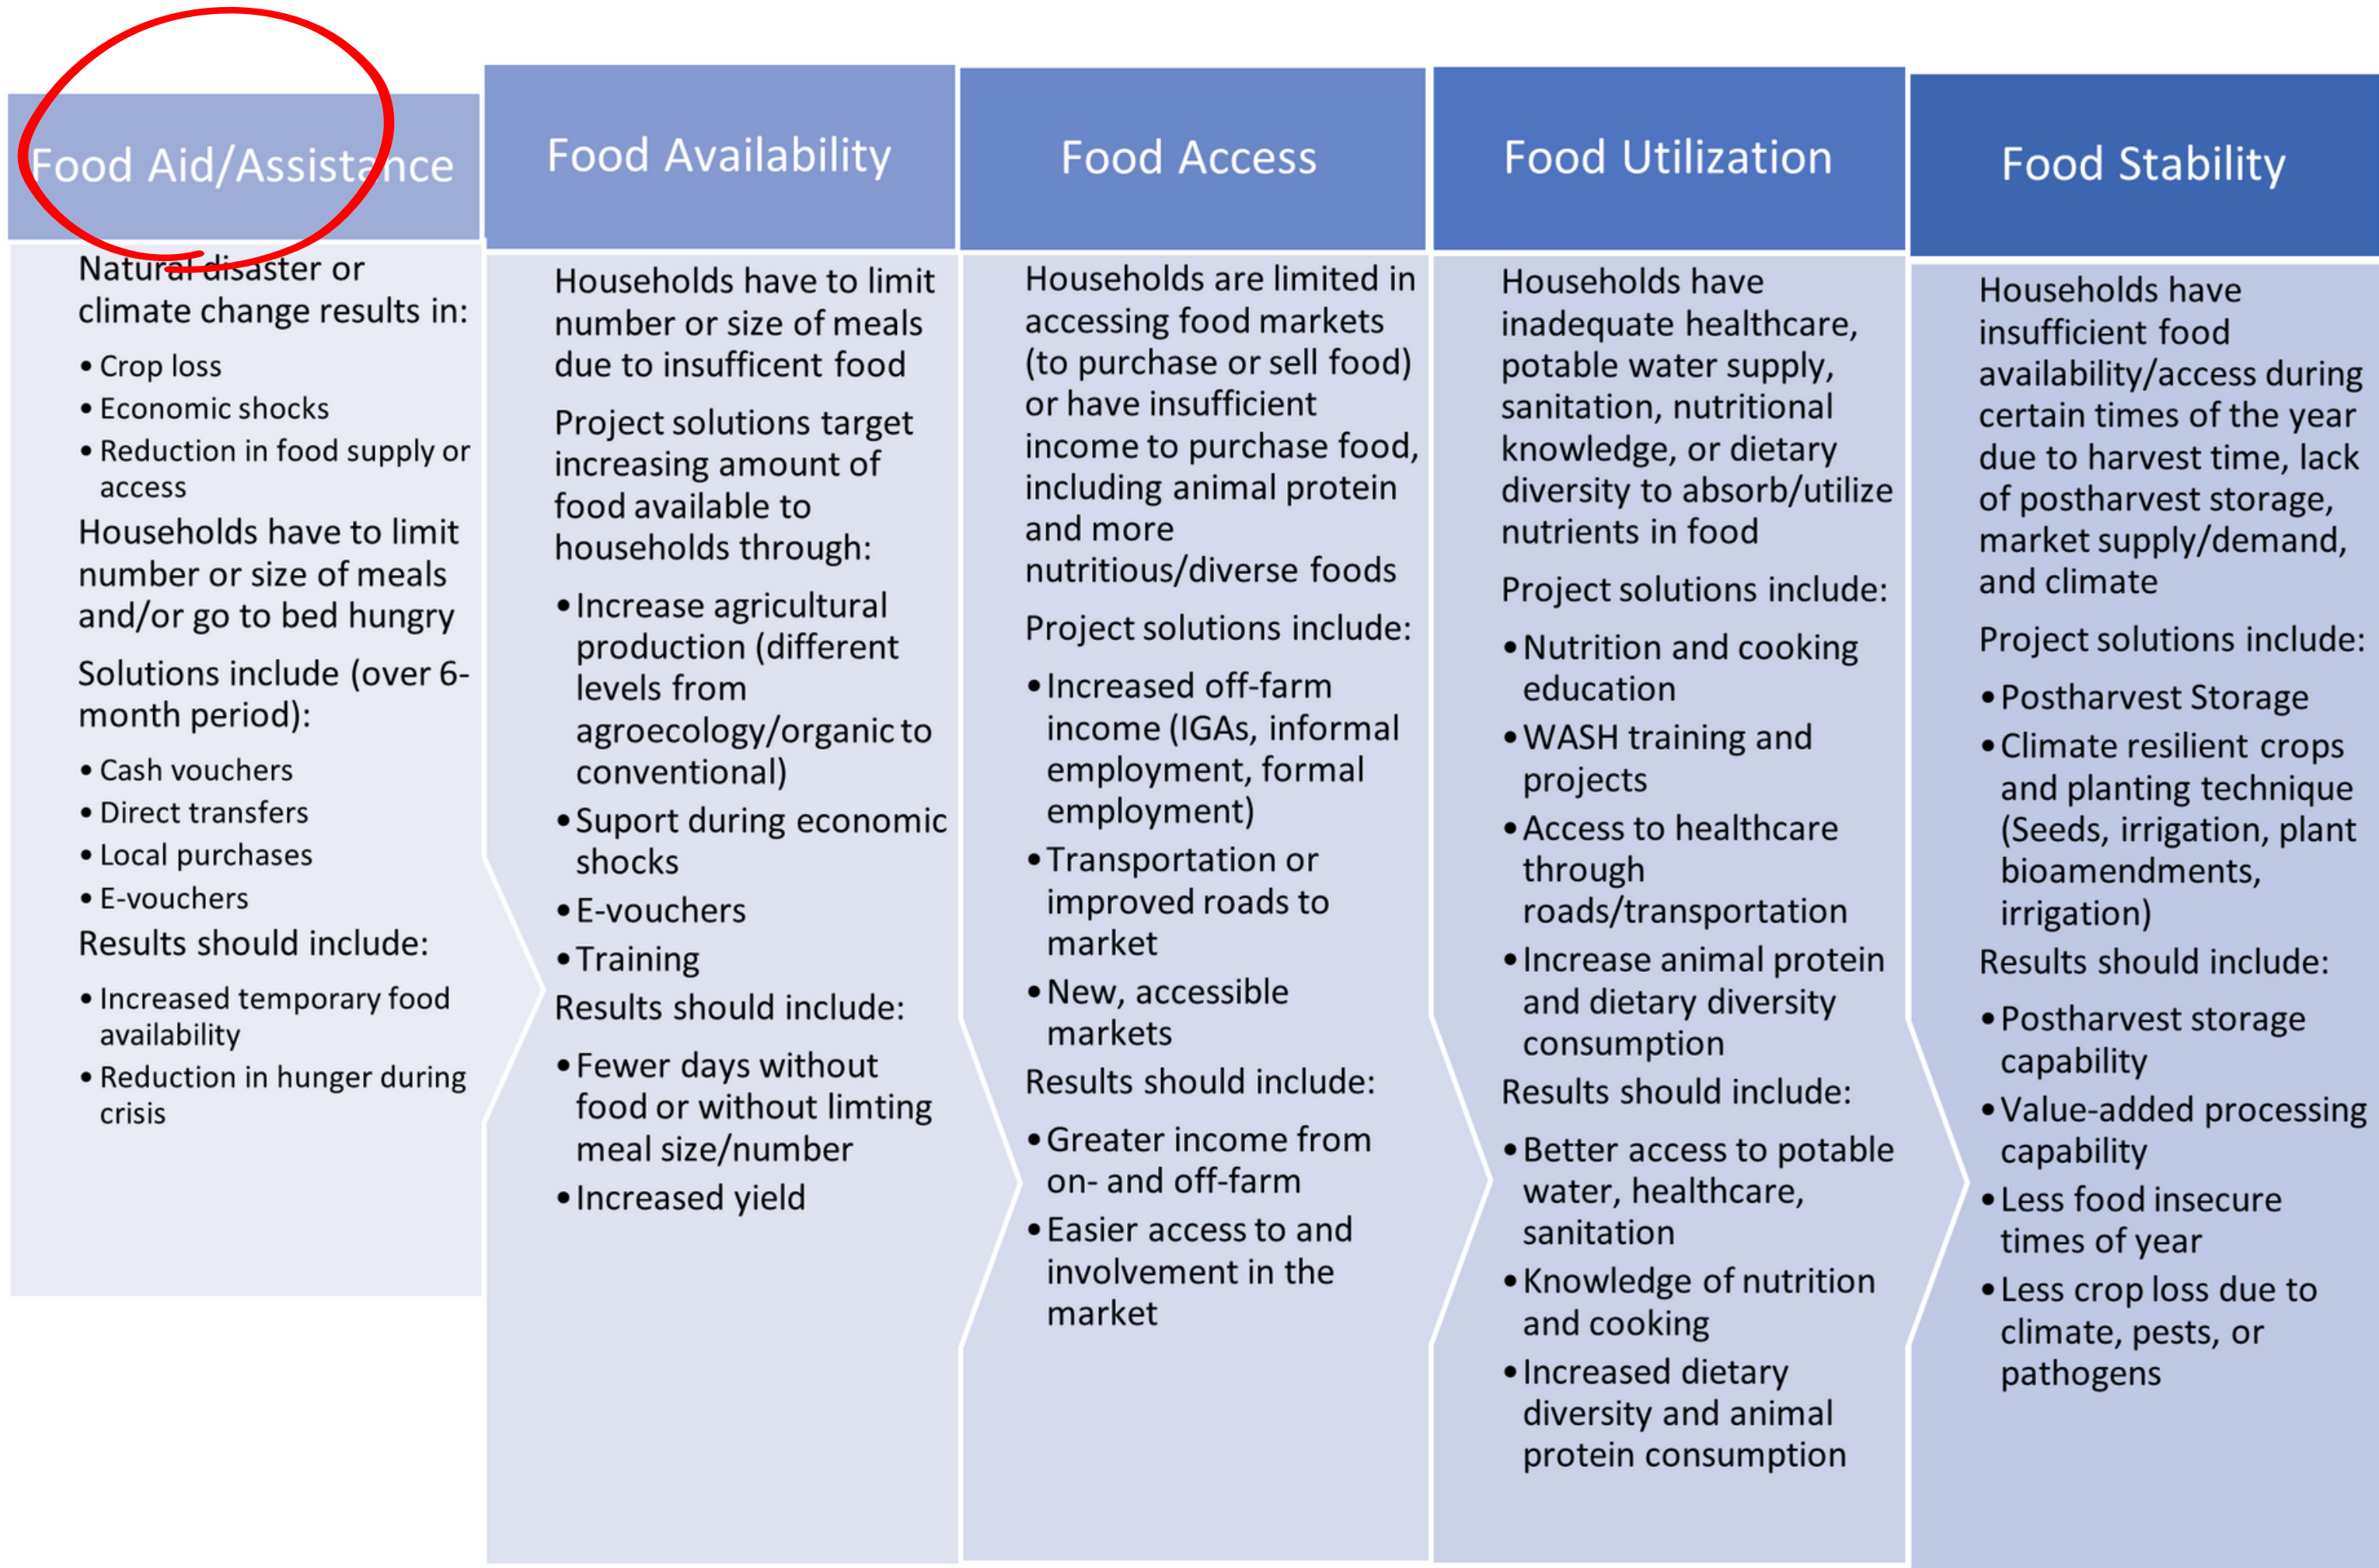 Food Aid/Assistance
Natural disaster or
climate change results in:
• Crop loss
• Economic shocks
• Reduction in food supply or
access
Households have to limit
number or size of meals
and/or go to bed hungry
Solutions include (over 6-
month period):
• Cash vouchers
• Direct transfers
• Local purchases
• E-vouchers
Results should include:
• Increased temporary food
availability
• Reduction in hunger during
crisis
Food Availability
Households have to limit
number or size of meals
due to insufficent food
Project solutions target
increasing amount of
food available to
households through:
• Increase agricultural
production (different
levels from
agroecology/organic to
conventional)
• Suport during economic
shocks
• E-vouchers
• Training
Results should include:
• Fewer days without
food or without limting
meal size/number
• Increased yield
Food Access
Households are limited in
accessing food markets
(to purchase or sell food)
or have insufficient
income to purchase food,
including animal protein
and more
nutritious/diverse foods
Project solutions include:
• Increased off-farm
income (IGAs, informal
employment, formal
employment)
• Transportation or
improved roads to
market
• New, accessible
markets
Results should include:
• Greater income from
on- and off-farm
• Easier access to and
involvement in the
market
Food Utilization
Households have
inadequate healthcare,
potable water supply,
sanitation, nutritional
knowledge, or dietary
diversity to absorb/utilize
nutrients in food
Project solutions include:
• Nutrition and cooking
education
• WASH training and
projects
• Access to healthcare
through
roads/transportation
• Increase animal protein
and dietary diversity
consumption
Results should include:
• Better access to potable
water, healthcare,
sanitation
• Knowledge of nutrition
and cooking
• Increased dietary
diversity and animal
protein consumption
Food Stability
Households have
insufficient food
availability/access during
certain times of the year
due to harvest time, lack
of postharvest storage,
market supply/demand,
and climate
Project solutions include:
• Postharvest Storage
• Climate resilient crops
and planting technique
(Seeds, irrigation, plant
bioamendments,
irrigation)
Results should include:
• Postharvest storage
capability
• Value-added processing
capability
• Less food insecure
times of year
• Less crop loss due to
climate, pests, or
pathogens